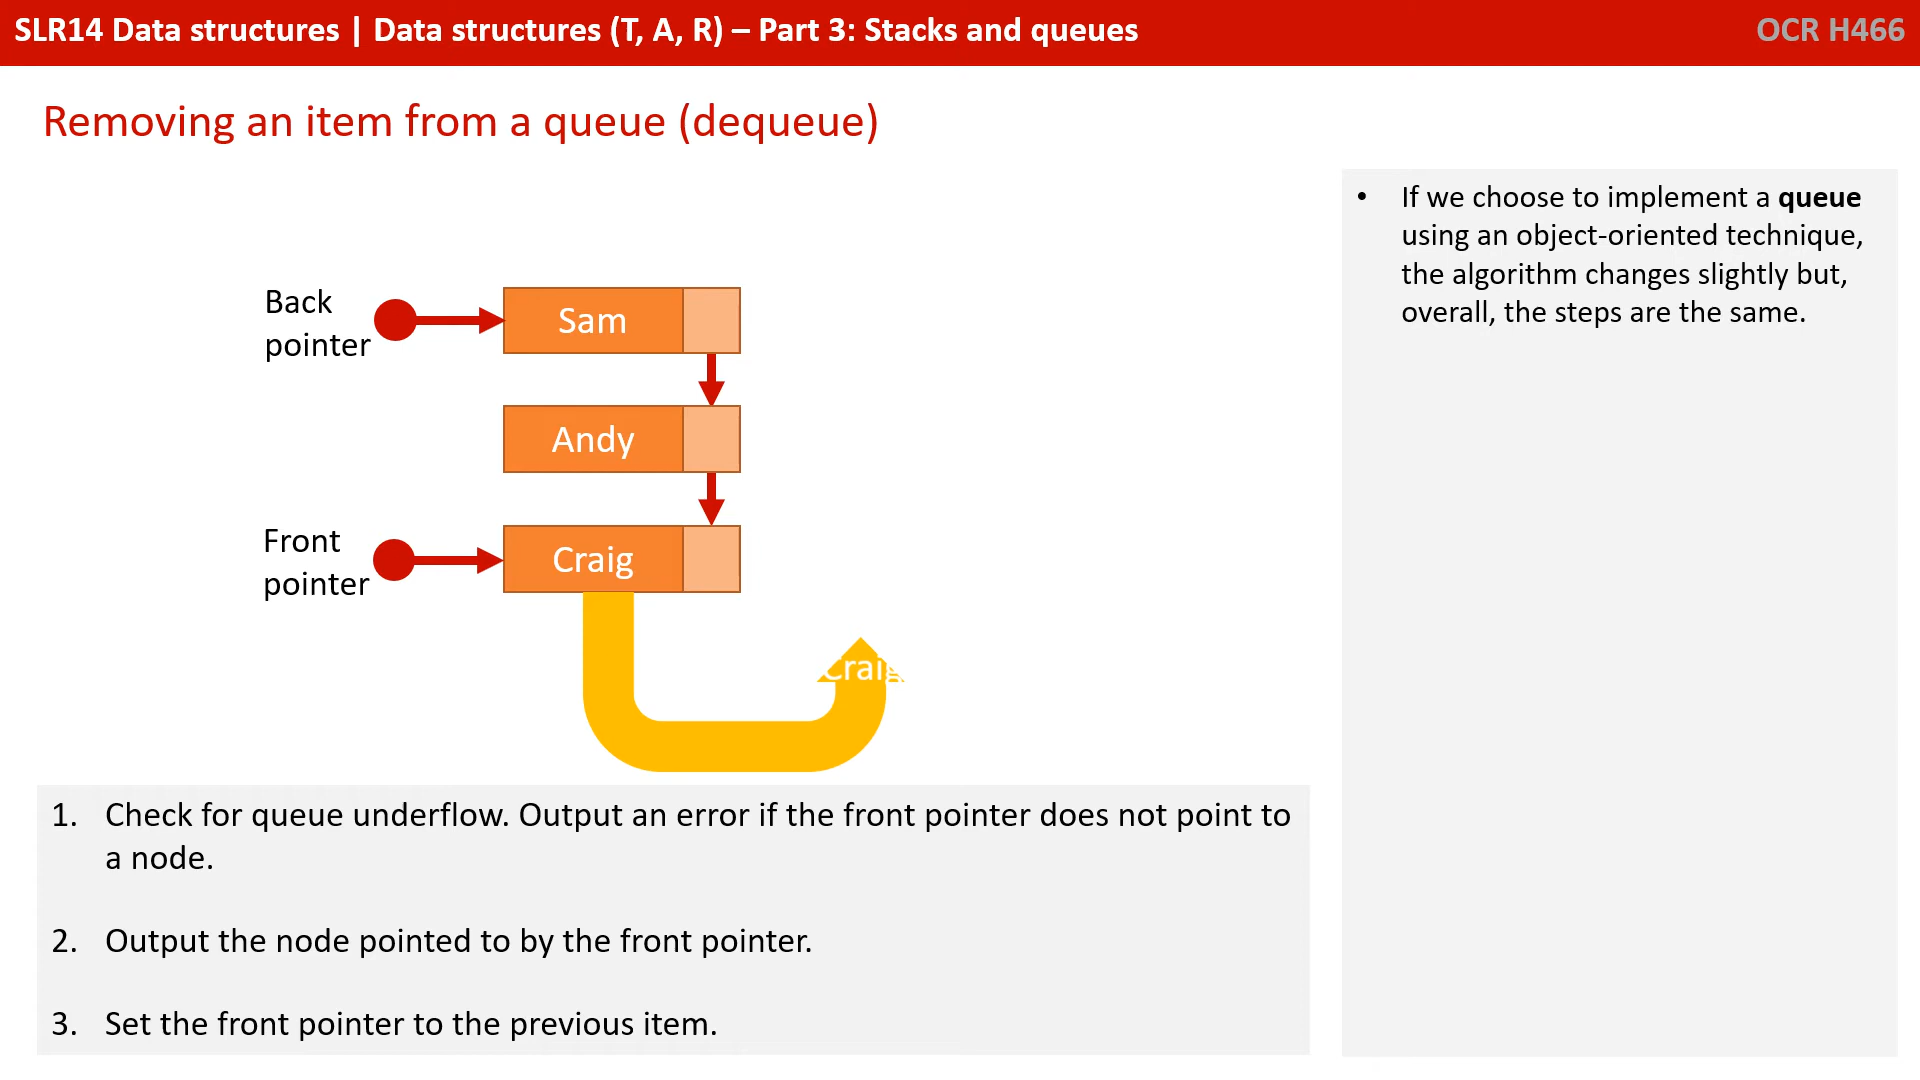 SLR14 Data structures | Data structures (T, A, R) – Part 3: Stacks and queues
OCR H466
Removing an item from a queue (dequeue)
Back
pointer
Sam
Andy
Front
pointer
Craig
Craig
1. Check for queue underflow. Output an error if the front pointer does not point to
a node.
2. Output the node pointed to by the front pointer.
3. Set the front pointer to the previous item.
• If we choose to implement a queue
using an object-oriented technique,
the algorithm changes slightly but,
overall, the steps are the same.